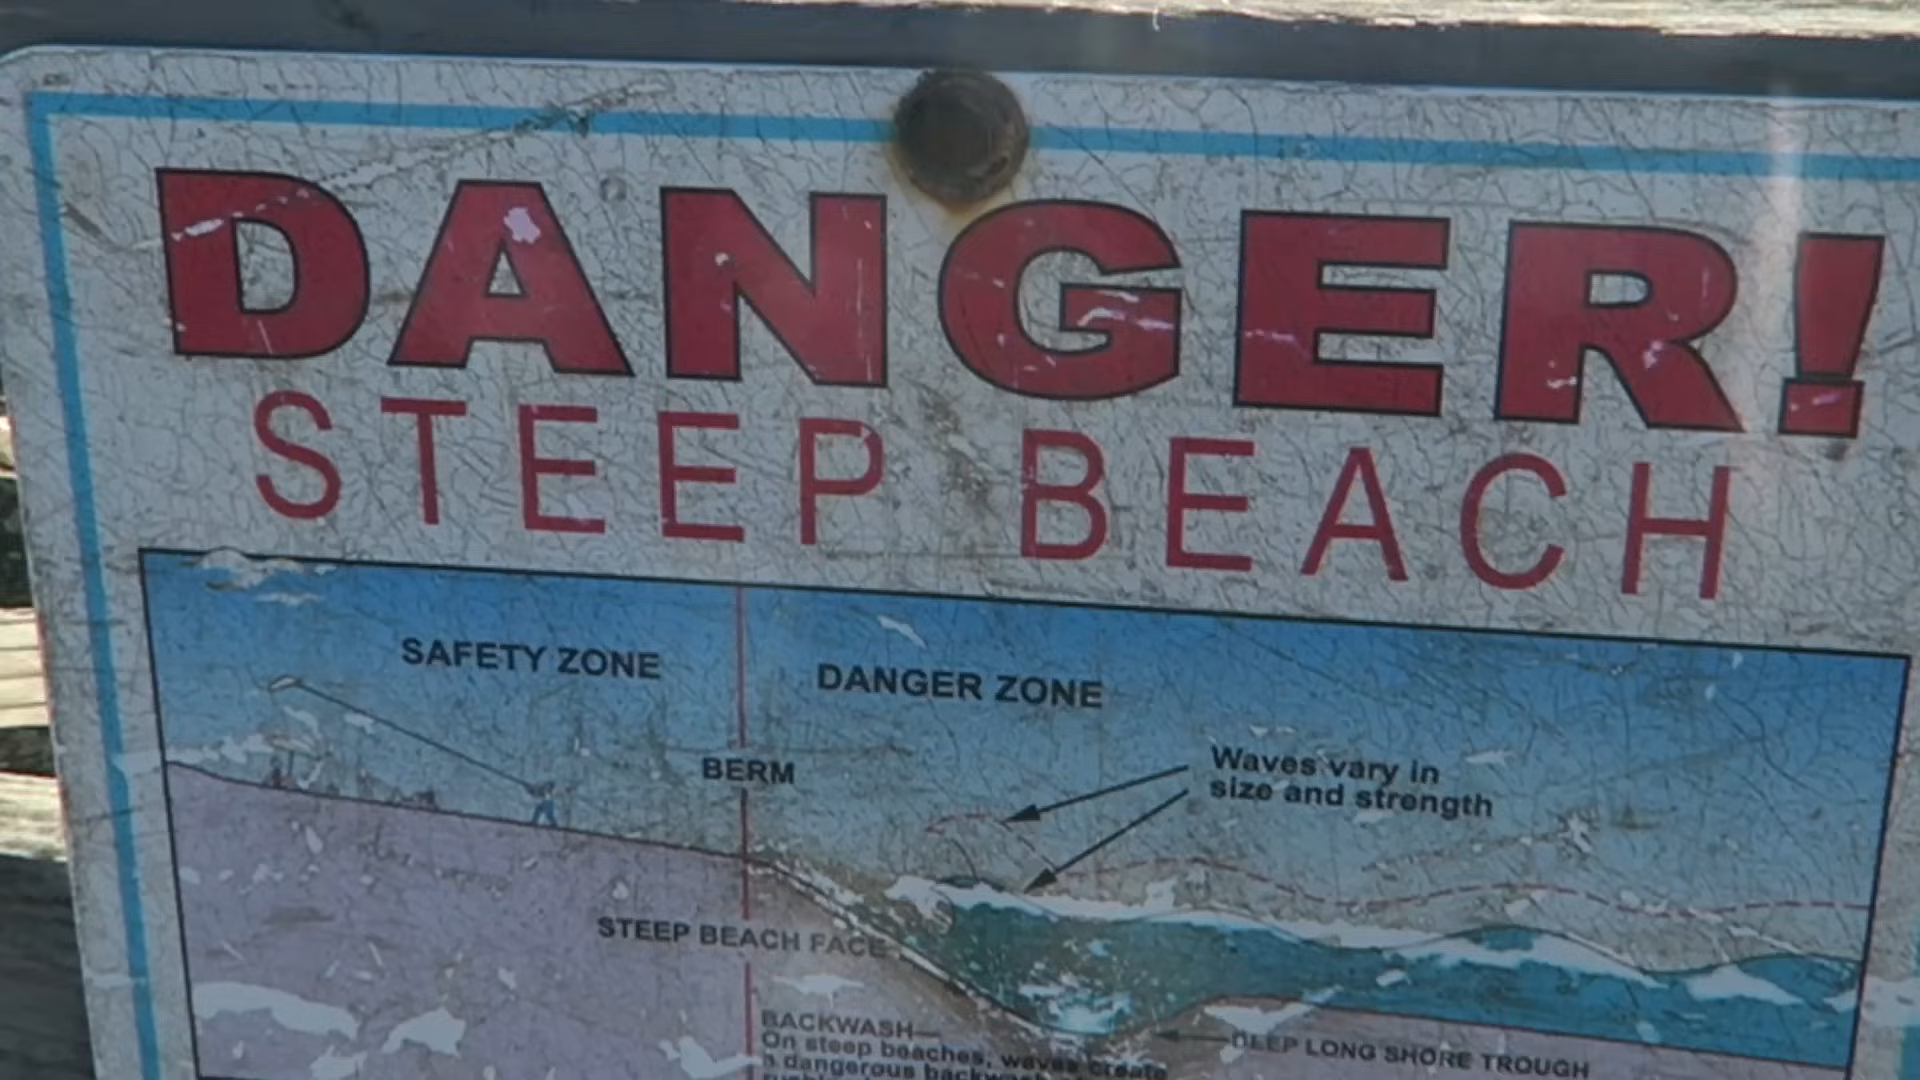 DANGER!
STEEP BEACH
SAFETY ZONE
DANGER ZONE
BERM
Waves vary in
size and strength
STEEP BEACH FACE
BACKWASH—
On steep beaches, waves create
a dangerous backwash
DEEP LONG SHORE TROUGH